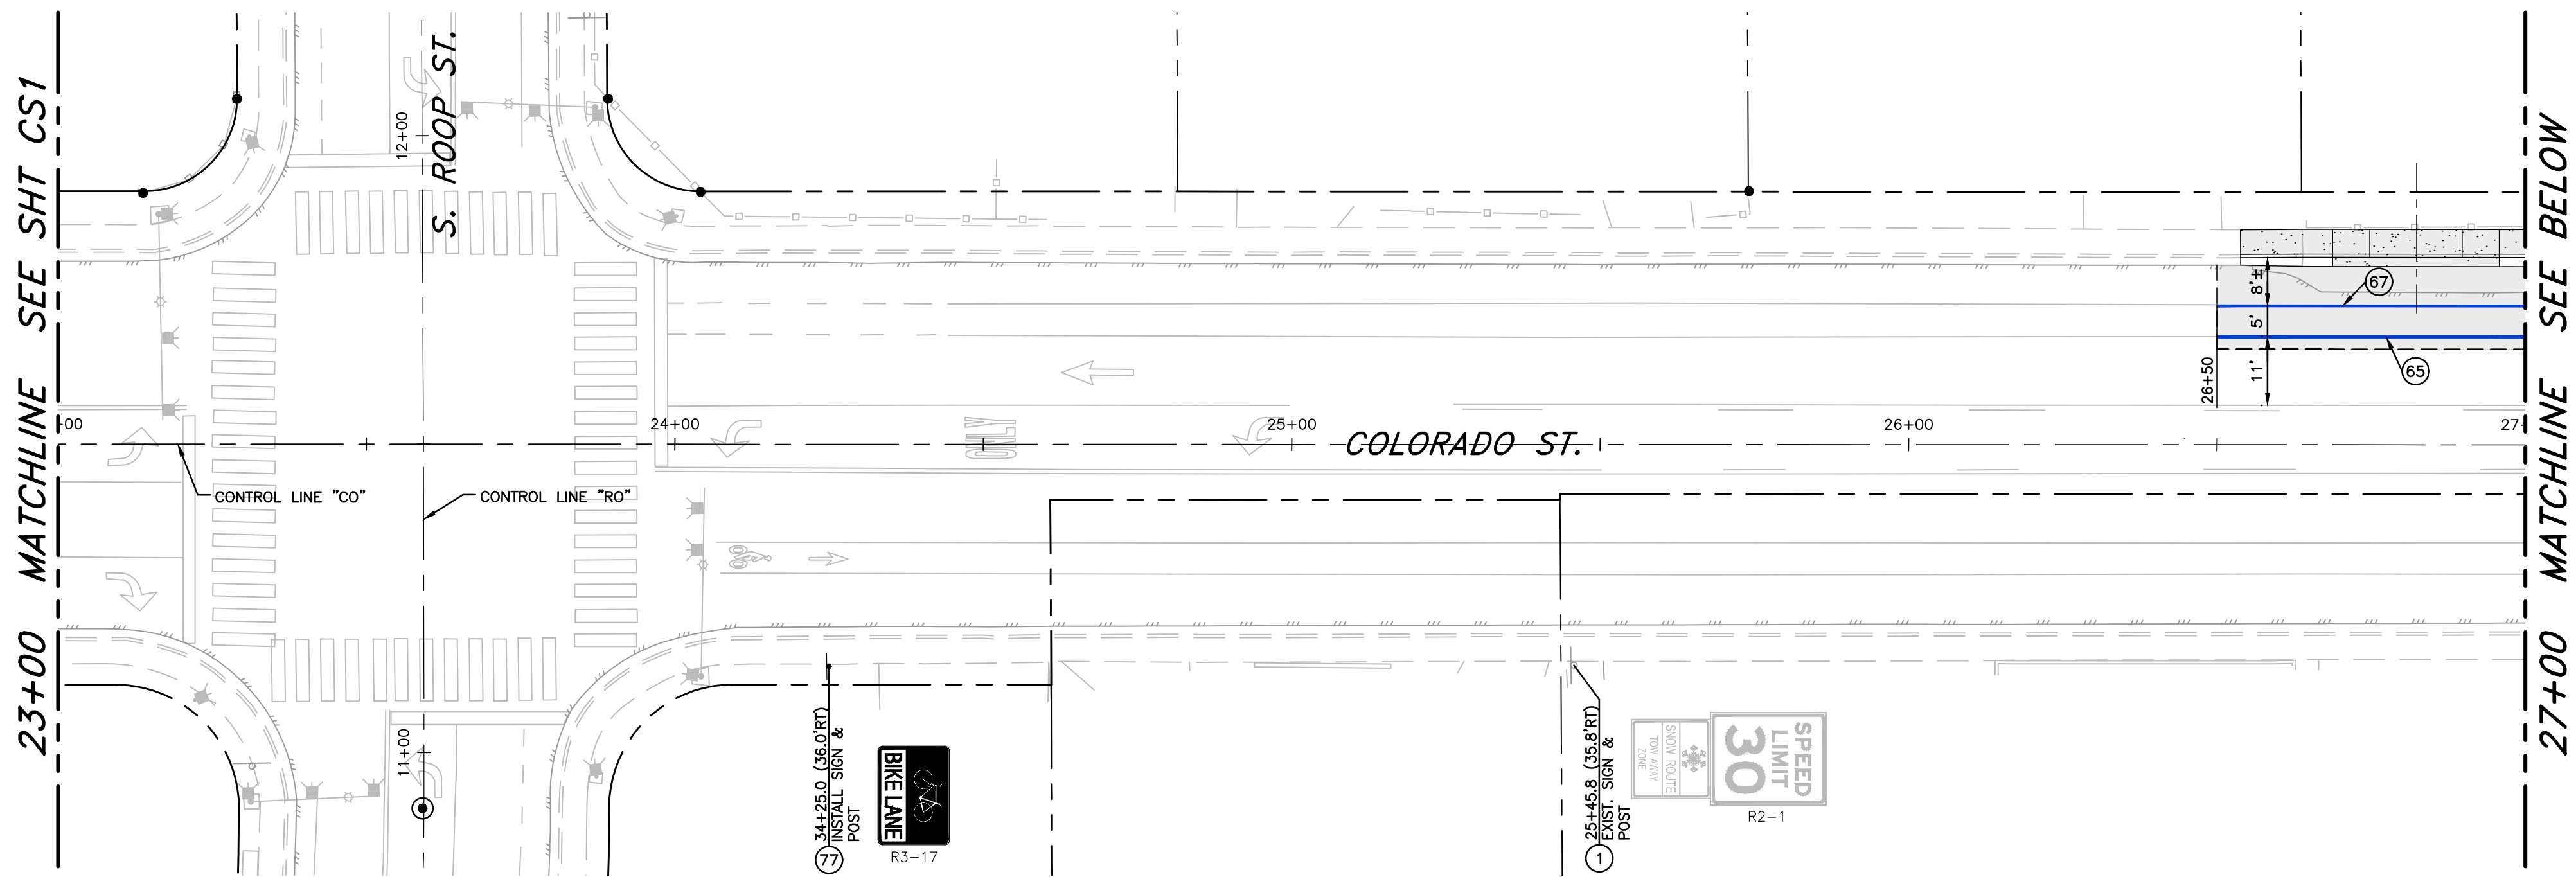 23+00 MATCHLINE SEE SHT CS1
S. ROOP ST.
12+00
-00
CONTROL LINE "CO"
CONTROL LINE "RO"
11+00
24+00
ONLY
25+00
COLORADO ST.
26+00
27-
26+50
8'±
5'
11'
67
65
34+25.0 (36.0'RT)
INSTALL SIGN &
POST
77
BIKE LANE
R3-17
25+45.8 (35.8'RT)
EXIST. SIGN &
POST
1
SNOW ROUTE
TOW AWAY
ZONE
SPEED
LIMIT
30
R2-1
27+00 MATCHLINE SEE BELOW